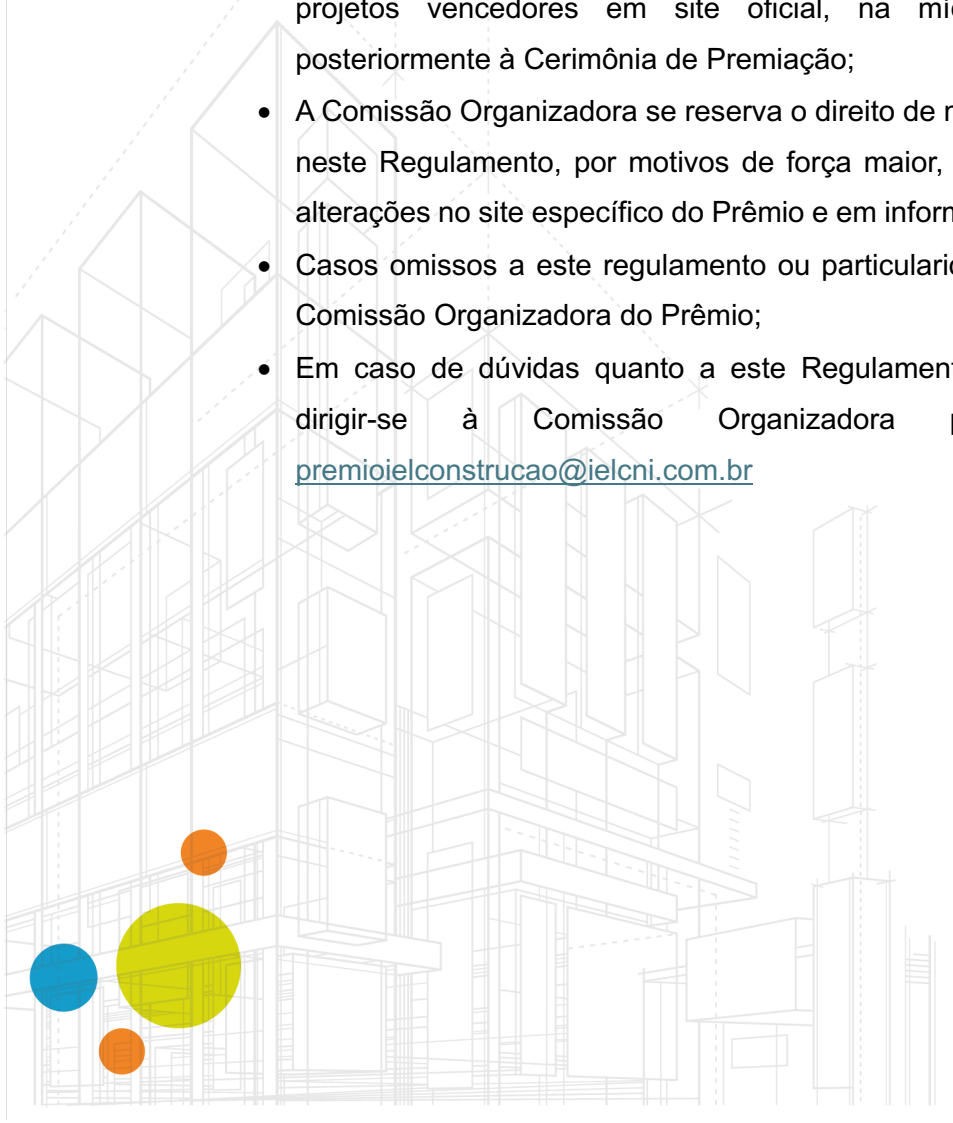 projetos vencedores em site oficial, na
posteriormente à Cerimônia de Premiação;
• A Comissão Organizadora se reserva o direito de
neste Regulamento, por motivos de força maior,
alterações no site específico do Prêmio e em
• Casos omissos a este regulamento ou
Comissão Organizadora do Prêmio;
• Em caso de dúvidas quanto a este
dirigir-se à Comissão Organizadora
premioielconstrucao@ielcni.com.br